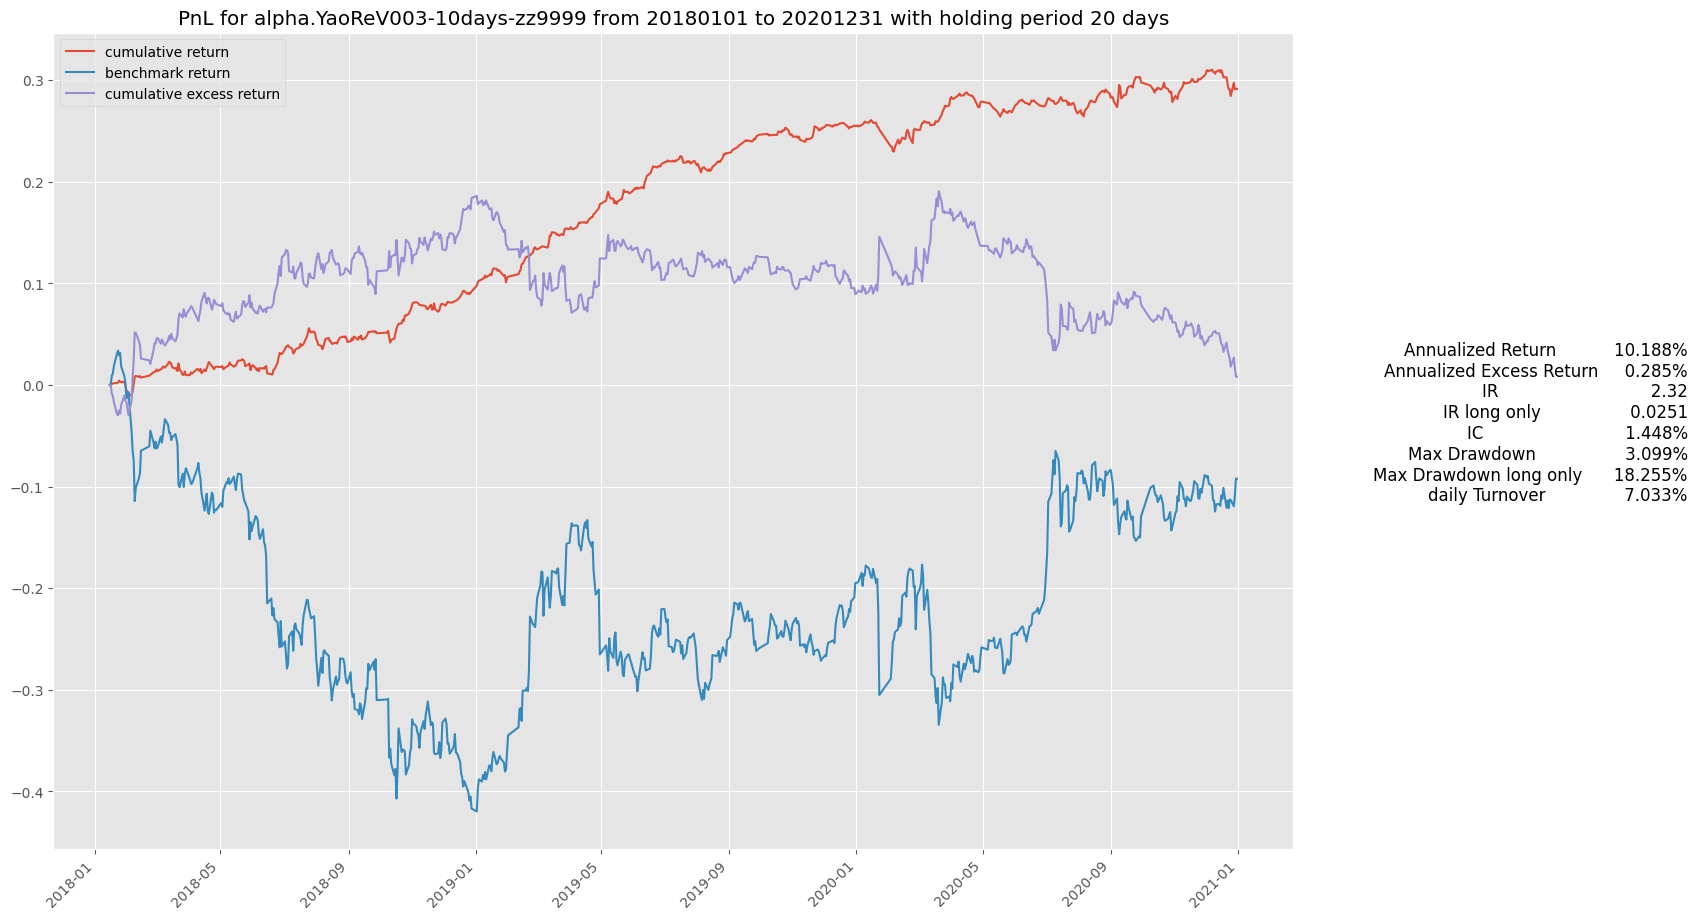 PnL for alpha.YaoReV003-10days-zz9999 from 20180101 to 20201231 with holding period 20 days
cumulative return
benchmark return
cumulative excess return
0.3
0.2
0.1
0.0
−0.1
−0.2
−0.3
−0.4
2018-01
2018-05
2018-09
2019-01
2019-05
2019-09
2020-01
2020-05
2020-09
2021-01
Annualized Return 10.188%
Annualized Excess Return 0.285%
IR 2.32
IR long only 0.0251
IC 1.448%
Max Drawdown 3.099%
Max Drawdown long only 18.255%
daily Turnover 7.033%